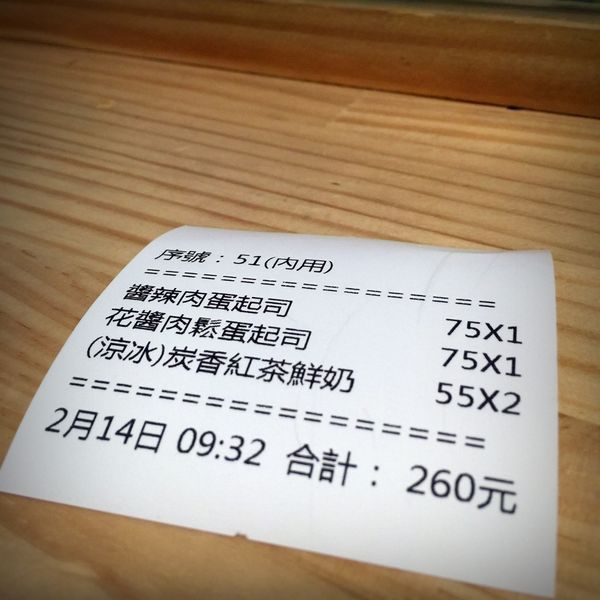 序號：51(內用)
=================
醬辣肉蛋起司 75X1
花醬肉鬆蛋起司 75X1
(涼冰)炭香紅茶鮮奶 55X2
=================
2月14日 09:32 合計： 260元